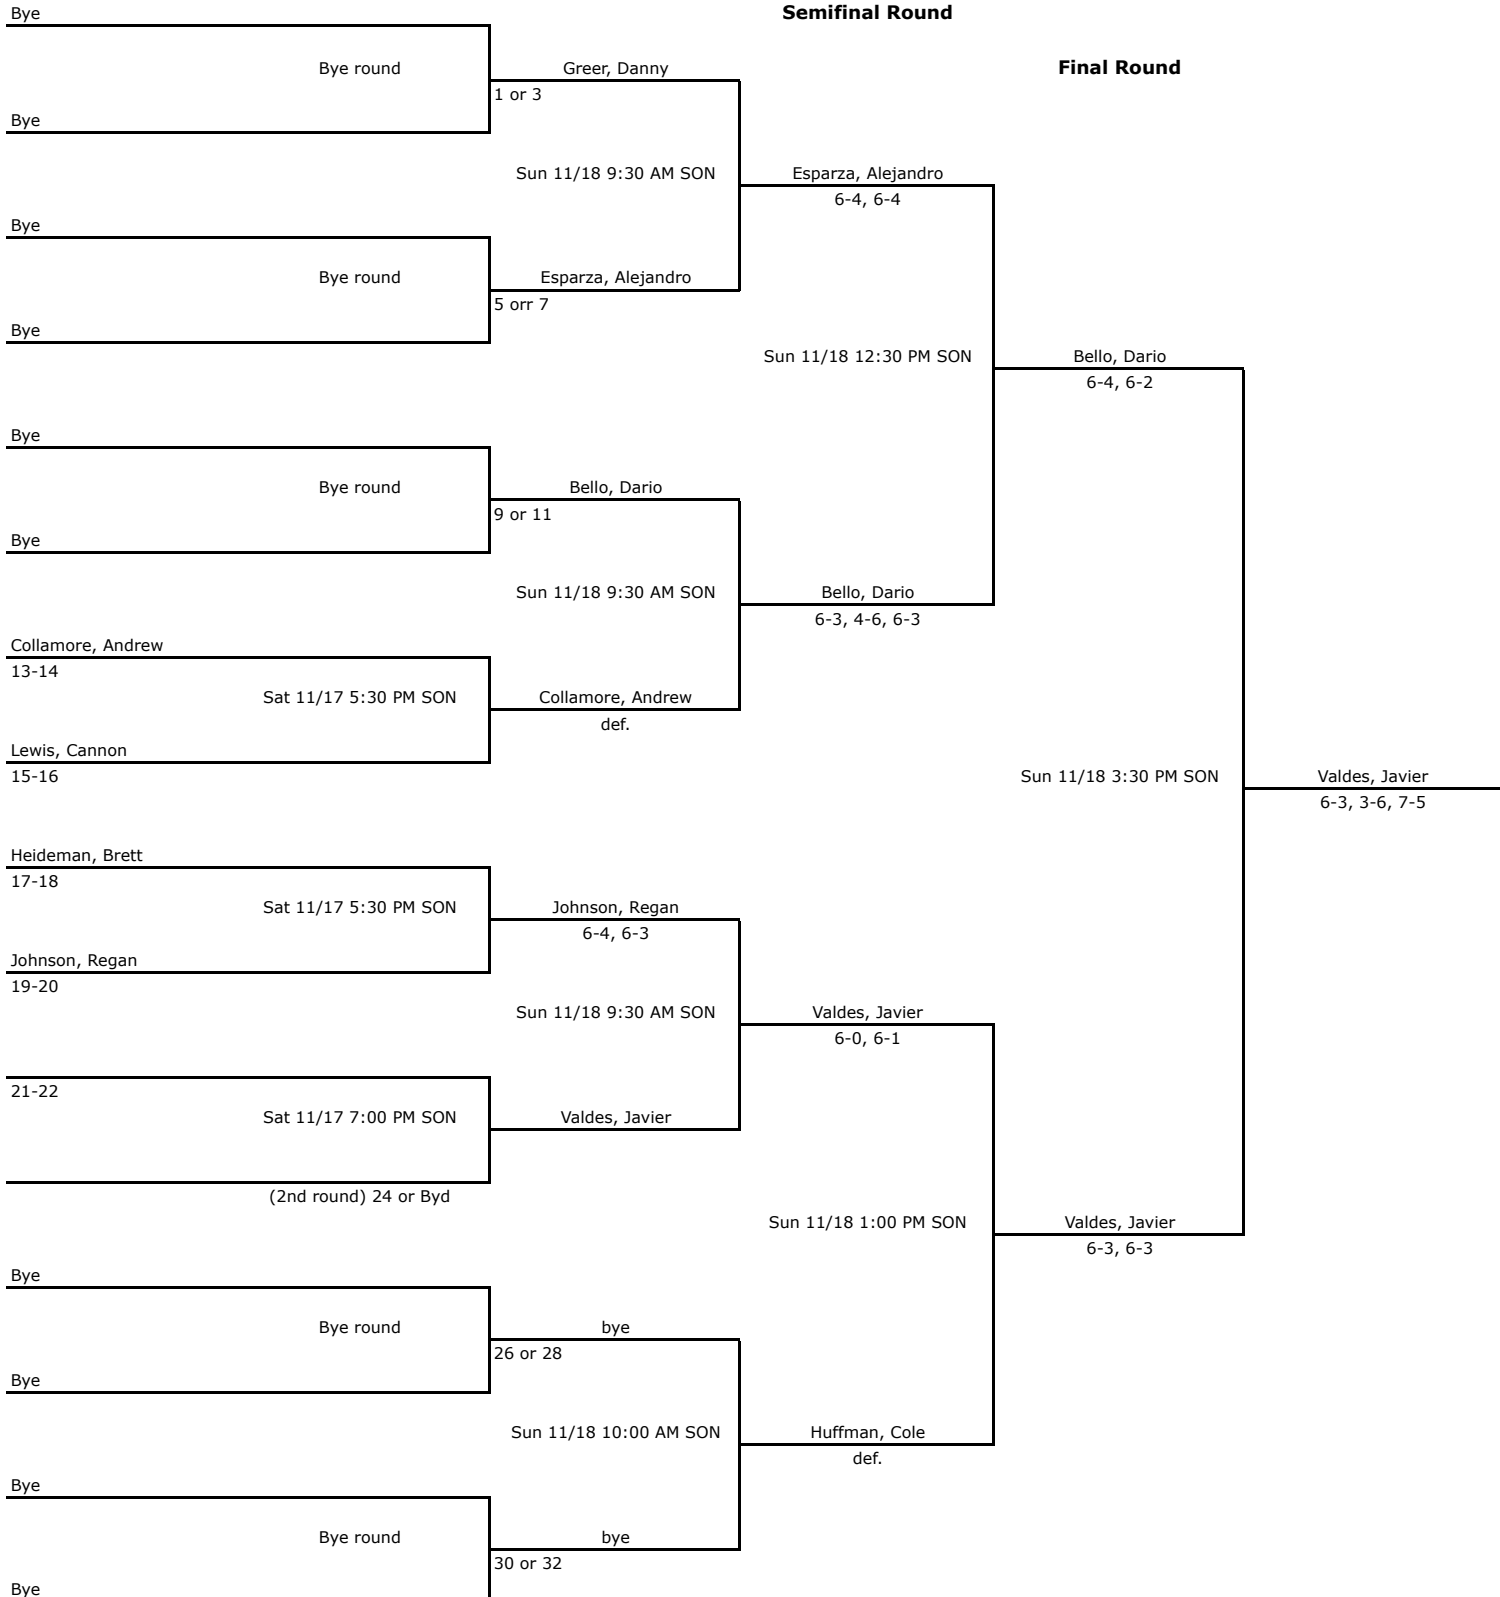 Bye
Semifinal Round
Bye round
Greer, Danny
Final Round
1 or 3
Bye
Sun 11/18 9:30 AM SON
Esparza, Alejandro
6-4, 6-4
Bye
Bye round
Esparza, Alejandro
5 orr 7
Bye
Sun 11/18 12:30 PM SON
Bello, Dario
6-4, 6-2
Bye
Bye round
Bello, Dario
9 or 11
Bye
Sun 11/18 9:30 AM SON
Bello, Dario
6-3, 4-6, 6-3
Collamore, Andrew
13-14
Sat 11/17 5:30 PM SON
Collamore, Andrew
def.
Lewis, Cannon
15-16
Sun 11/18 3:30 PM SON
Valdes, Javier
6-3, 3-6, 7-5
Heideman, Brett
17-18
Sat 11/17 5:30 PM SON
Johnson, Regan
6-4, 6-3
Johnson, Regan
19-20
Sun 11/18 9:30 AM SON
Valdes, Javier
6-0, 6-1
21-22
Sat 11/17 7:00 PM SON
Valdes, Javier
(2nd round) 24 or Byd
Sun 11/18 1:00 PM SON
Valdes, Javier
6-3, 6-3
Bye
Bye round
bye
26 or 28
Bye
Sun 11/18 10:00 AM SON
Huffman, Cole
def.
Bye
Bye round
bye
30 or 32
Bye